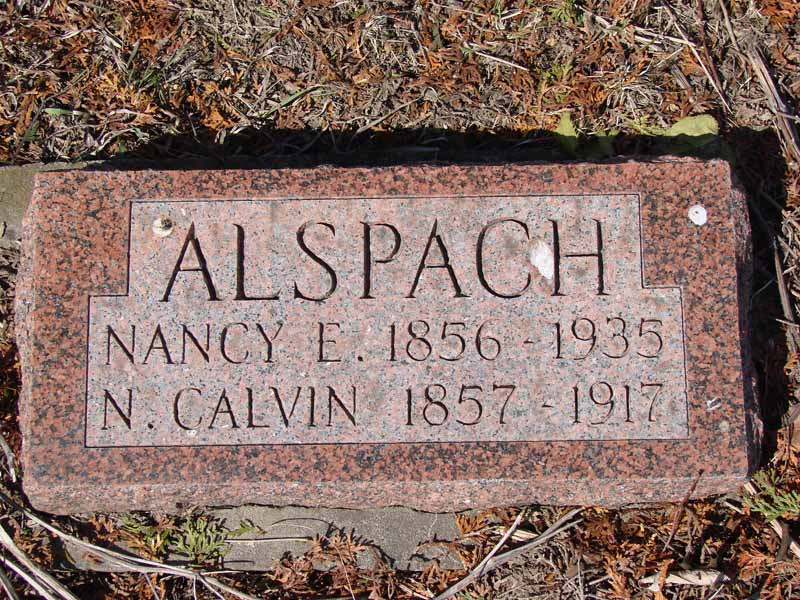 ALSPACH
NANCY E. 1856 - 1935
N. CALVIN 1857 - 1917